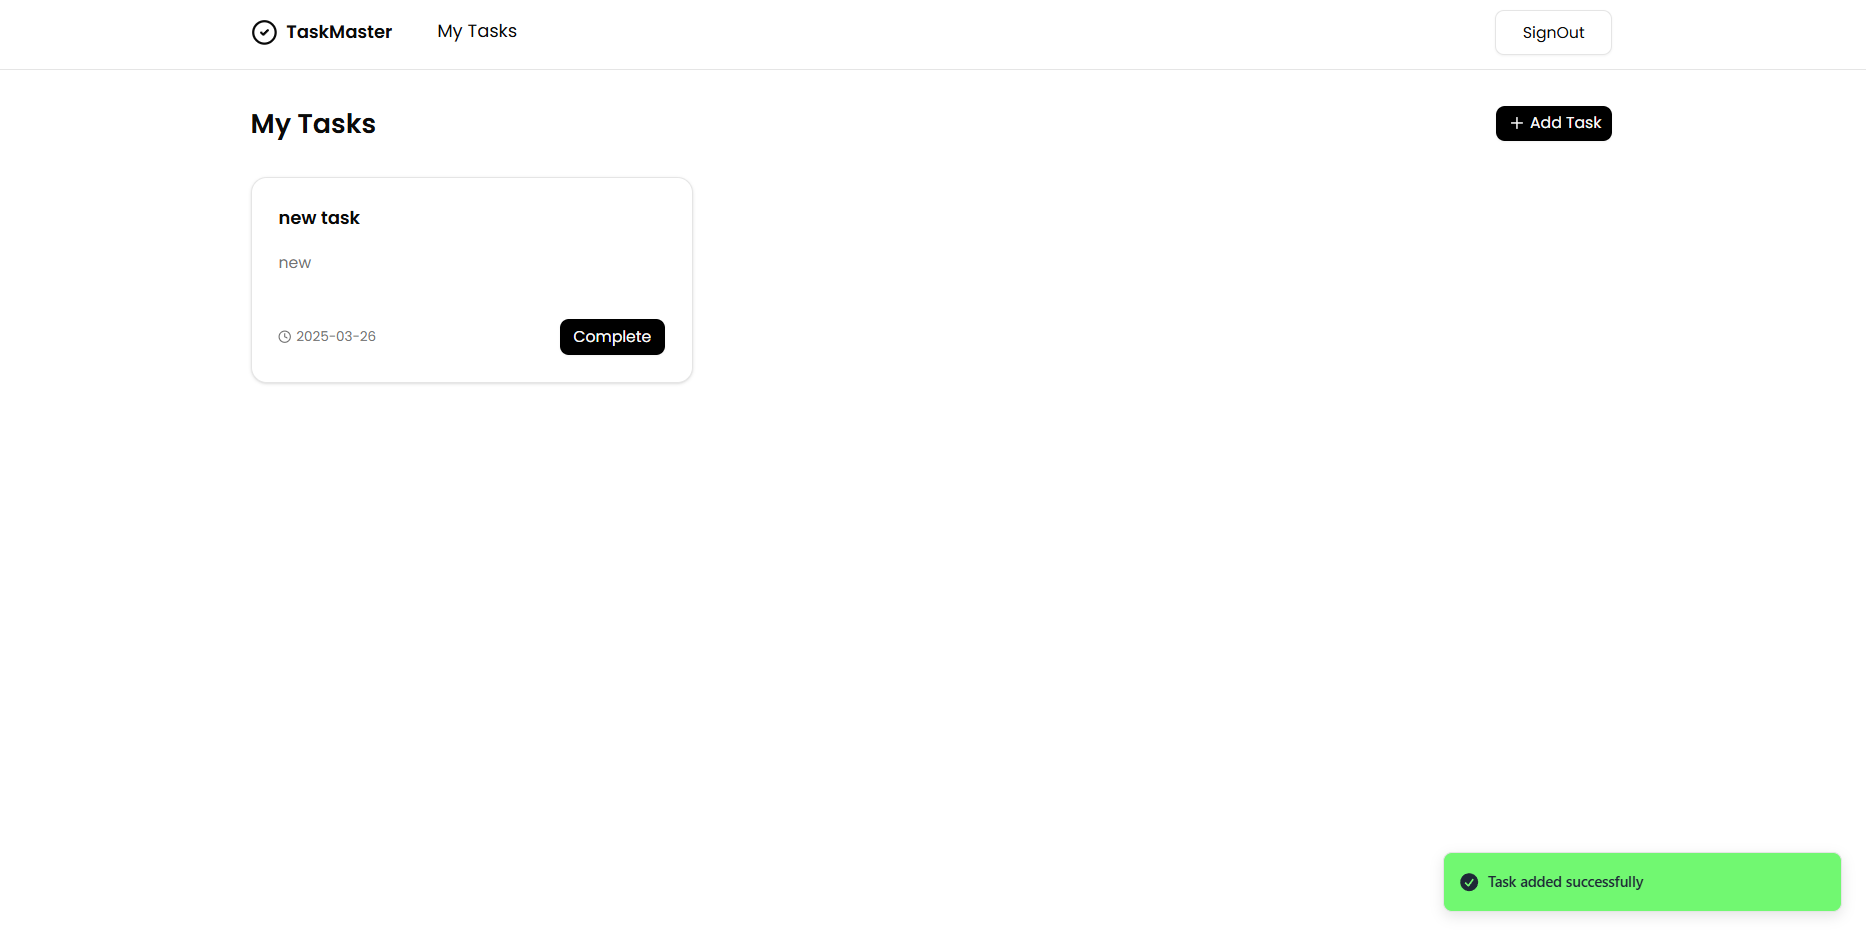 TaskMaster
My Tasks
SignOut
My Tasks
+ Add Task
new task
new
2025-03-26
Complete
Task added successfully